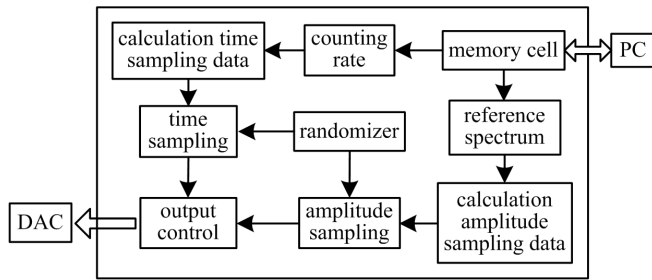 calculation time
sampling data
counting
rate
memory cell
PC
time
sampling
randomizer
reference
spectrum
DAC
output
control
amplitude
sampling
calculation
amplitude
sampling data